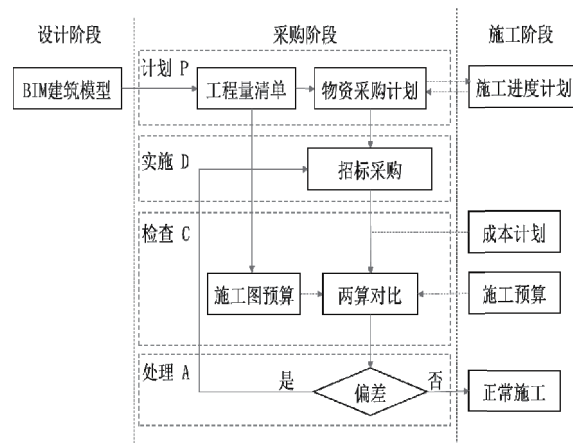 设计阶段
采购阶段
施工阶段
计划 P
BIM建筑模型
工程量清单
物资采购计划
施工进度计划
实施 D
招标采购
检查 C
成本计划
施工图预算
两算对比
施工预算
处理 A
是
偏差
否
正常施工